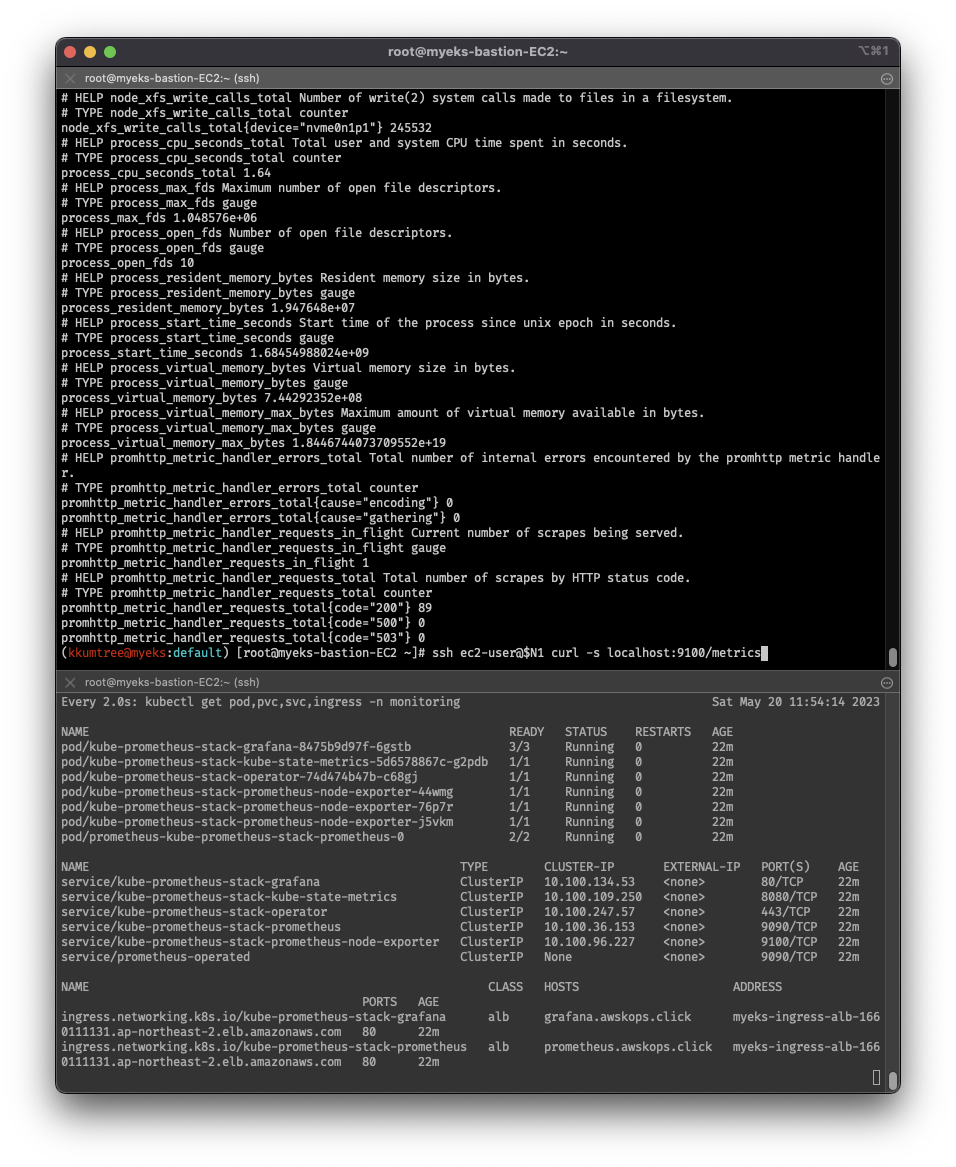 root@myeks-bastion-EC2:~
⌥⌘1
root@myeks-bastion-EC2:~ (ssh)
# HELP node_xfs_write_calls_total Number of write(2) system calls made to files in a filesystem.
# TYPE node_xfs_write_calls_total counter
node_xfs_write_calls_total{device="nvme0n1p1"} 245532
# HELP process_cpu_seconds_total Total user and system CPU time spent in seconds.
# TYPE process_cpu_seconds_total counter
process_cpu_seconds_total 1.64
# HELP process_max_fds Maximum number of open file descriptors.
# TYPE process_max_fds gauge
process_max_fds 1.048576e+06
# HELP process_open_fds Number of open file descriptors.
# TYPE process_open_fds gauge
process_open_fds 10
# HELP process_resident_memory_bytes Resident memory size in bytes.
# TYPE process_resident_memory_bytes gauge
process_resident_memory_bytes 1.947648e+07
# HELP process_start_time_seconds Start time of the process since unix epoch in seconds.
# TYPE process_start_time_seconds gauge
process_start_time_seconds 1.68454988024e+09
# HELP process_virtual_memory_bytes Virtual memory size in bytes.
# TYPE process_virtual_memory_bytes gauge
process_virtual_memory_bytes 7.44292352e+08
# HELP process_virtual_memory_max_bytes Maximum amount of virtual memory available in bytes.
# TYPE process_virtual_memory_max_bytes gauge
process_virtual_memory_max_bytes 1.8446744073709552e+19
# HELP promhttp_metric_handler_errors_total Total number of internal errors encountered by the promhttp metric handle
r.
# TYPE promhttp_metric_handler_errors_total counter
promhttp_metric_handler_errors_total{cause="encoding"} 0
promhttp_metric_handler_errors_total{cause="gathering"} 0
# HELP promhttp_metric_handler_requests_in_flight Current number of scrapes being served.
# TYPE promhttp_metric_handler_requests_in_flight gauge
promhttp_metric_handler_requests_in_flight 1
# HELP promhttp_metric_handler_requests_total Total number of scrapes by HTTP status code.
# TYPE promhttp_metric_handler_requests_total counter
promhttp_metric_handler_requests_total{code="200"} 89
promhttp_metric_handler_requests_total{code="500"} 0
promhttp_metric_handler_requests_total{code="503"} 0
(kkumtree@myeks:default) [root@myeks-bastion-EC2 ~]# ssh ec2-user@$N1 curl -s localhost:9100/metrics
root@myeks-bastion-EC2:~ (ssh)
Every 2.0s: kubectl get pod,pvc,svc,ingress -n monitoring Sat May 20 11:54:14 2023
NAME READY STATUS RESTARTS AGE
pod/kube-prometheus-stack-grafana-8475b9d97f-6gstb 3/3 Running 0 22m
pod/kube-prometheus-stack-kube-state-metrics-5d6578867c-g2pdb 1/1 Running 0 22m
pod/kube-prometheus-stack-operator-74d474b47b-c68gj 1/1 Running 0 22m
pod/kube-prometheus-stack-prometheus-node-exporter-44wmg 1/1 Running 0 22m
pod/kube-prometheus-stack-prometheus-node-exporter-76p7r 1/1 Running 0 22m
pod/kube-prometheus-stack-prometheus-node-exporter-j5vkm 1/1 Running 0 22m
pod/prometheus-kube-prometheus-stack-prometheus-0 2/2 Running 0 22m
NAME TYPE CLUSTER-IP EXTERNAL-IP PORT(S) AGE
service/kube-prometheus-stack-grafana ClusterIP 10.100.134.53 <none> 80/TCP 22m
service/kube-prometheus-stack-kube-state-metrics ClusterIP 10.100.109.250 <none> 8080/TCP 22m
service/kube-prometheus-stack-operator ClusterIP 10.100.247.57 <none> 443/TCP 22m
service/kube-prometheus-stack-prometheus ClusterIP 10.100.36.153 <none> 9090/TCP 22m
service/kube-prometheus-stack-prometheus-node-exporter ClusterIP 10.100.96.227 <none> 9100/TCP 22m
service/prometheus-operated ClusterIP None <none> 9090/TCP 22m
NAME CLASS HOSTS ADDRESS
PORTS AGE
ingress.networking.k8s.io/kube-prometheus-stack-grafana alb grafana.awskops.click myeks-ingress-alb-166
0111131.ap-northeast-2.elb.amazonaws.com 80 22m
ingress.networking.k8s.io/kube-prometheus-stack-prometheus alb prometheus.awskops.click myeks-ingress-alb-166
0111131.ap-northeast-2.elb.amazonaws.com 80 22m